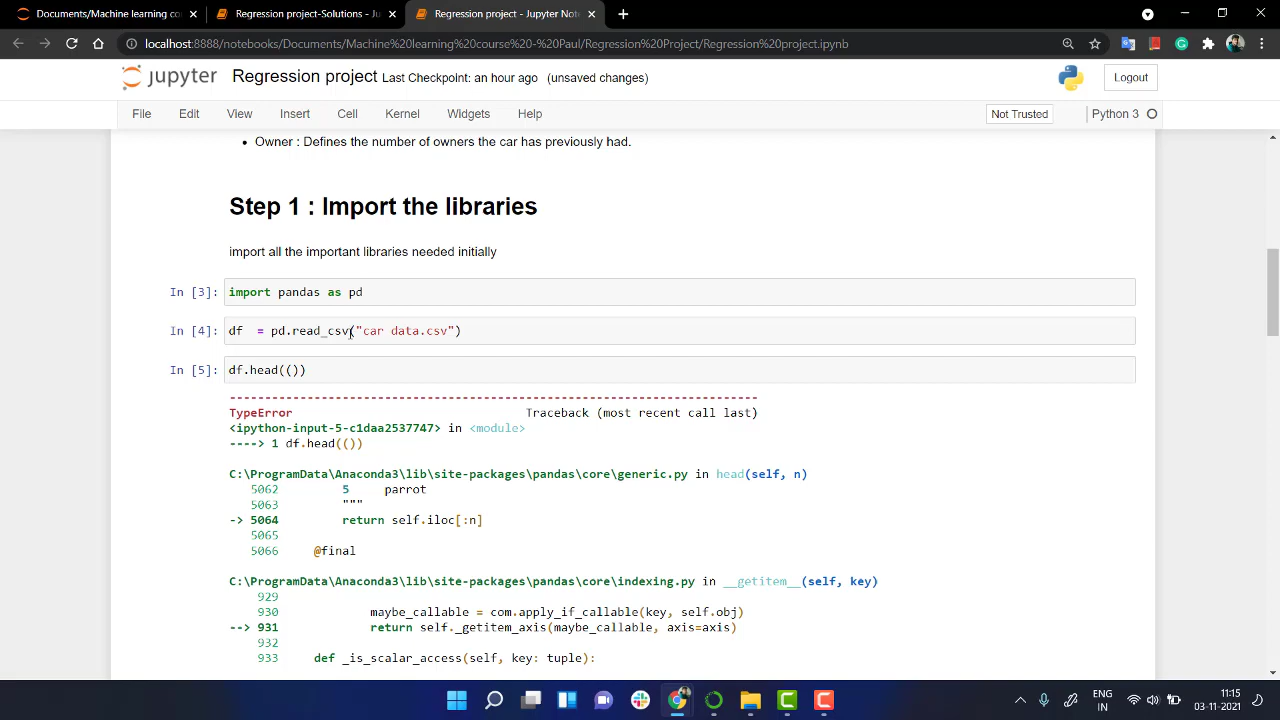 Documents/Machine learning co
Regression project-Solutions - Ju
Regression project - Jupyter Not
localhost:8888/notebooks/Documents/Machine%20learning%20course%20-%20Paul/Regression%20Project/Regression%20project.ipynb
jupyter
Regression project Last Checkpoint: an hour ago (unsaved changes)
Logout
File Edit View Insert Cell Kernel Widgets Help
Not Trusted
Python 3
• Owner : Defines the number of owners the car has previously had.
Step 1 : Import the libraries
import all the important libraries needed initially
In [3]: import pandas as pd
In [4]: df  = pd.read_csv("car data.csv")
In [5]: df.head(())
---------------------------------------------------------------------------
TypeError                                 Traceback (most recent call last)
<ipython-input-5-c1daa2537747> in <module>
----> 1 df.head(())
C:\ProgramData\Anaconda3\lib\site-packages\pandas\core\generic.py in head(self, n)
5062         5    parrot
5063         """
-> 5064         return self.iloc[:n]
5065
5066     @final
C:\ProgramData\Anaconda3\lib\site-packages\pandas\core\indexing.py in __getitem__(self, key)
929
930             maybe_callable = com.apply_if_callable(key, self.obj)
--> 931             return self._getitem_axis(maybe_callable, axis=axis)
932
933     def _is_scalar_access(self, key: tuple):
ENG
IN
11:15
03-11-2021